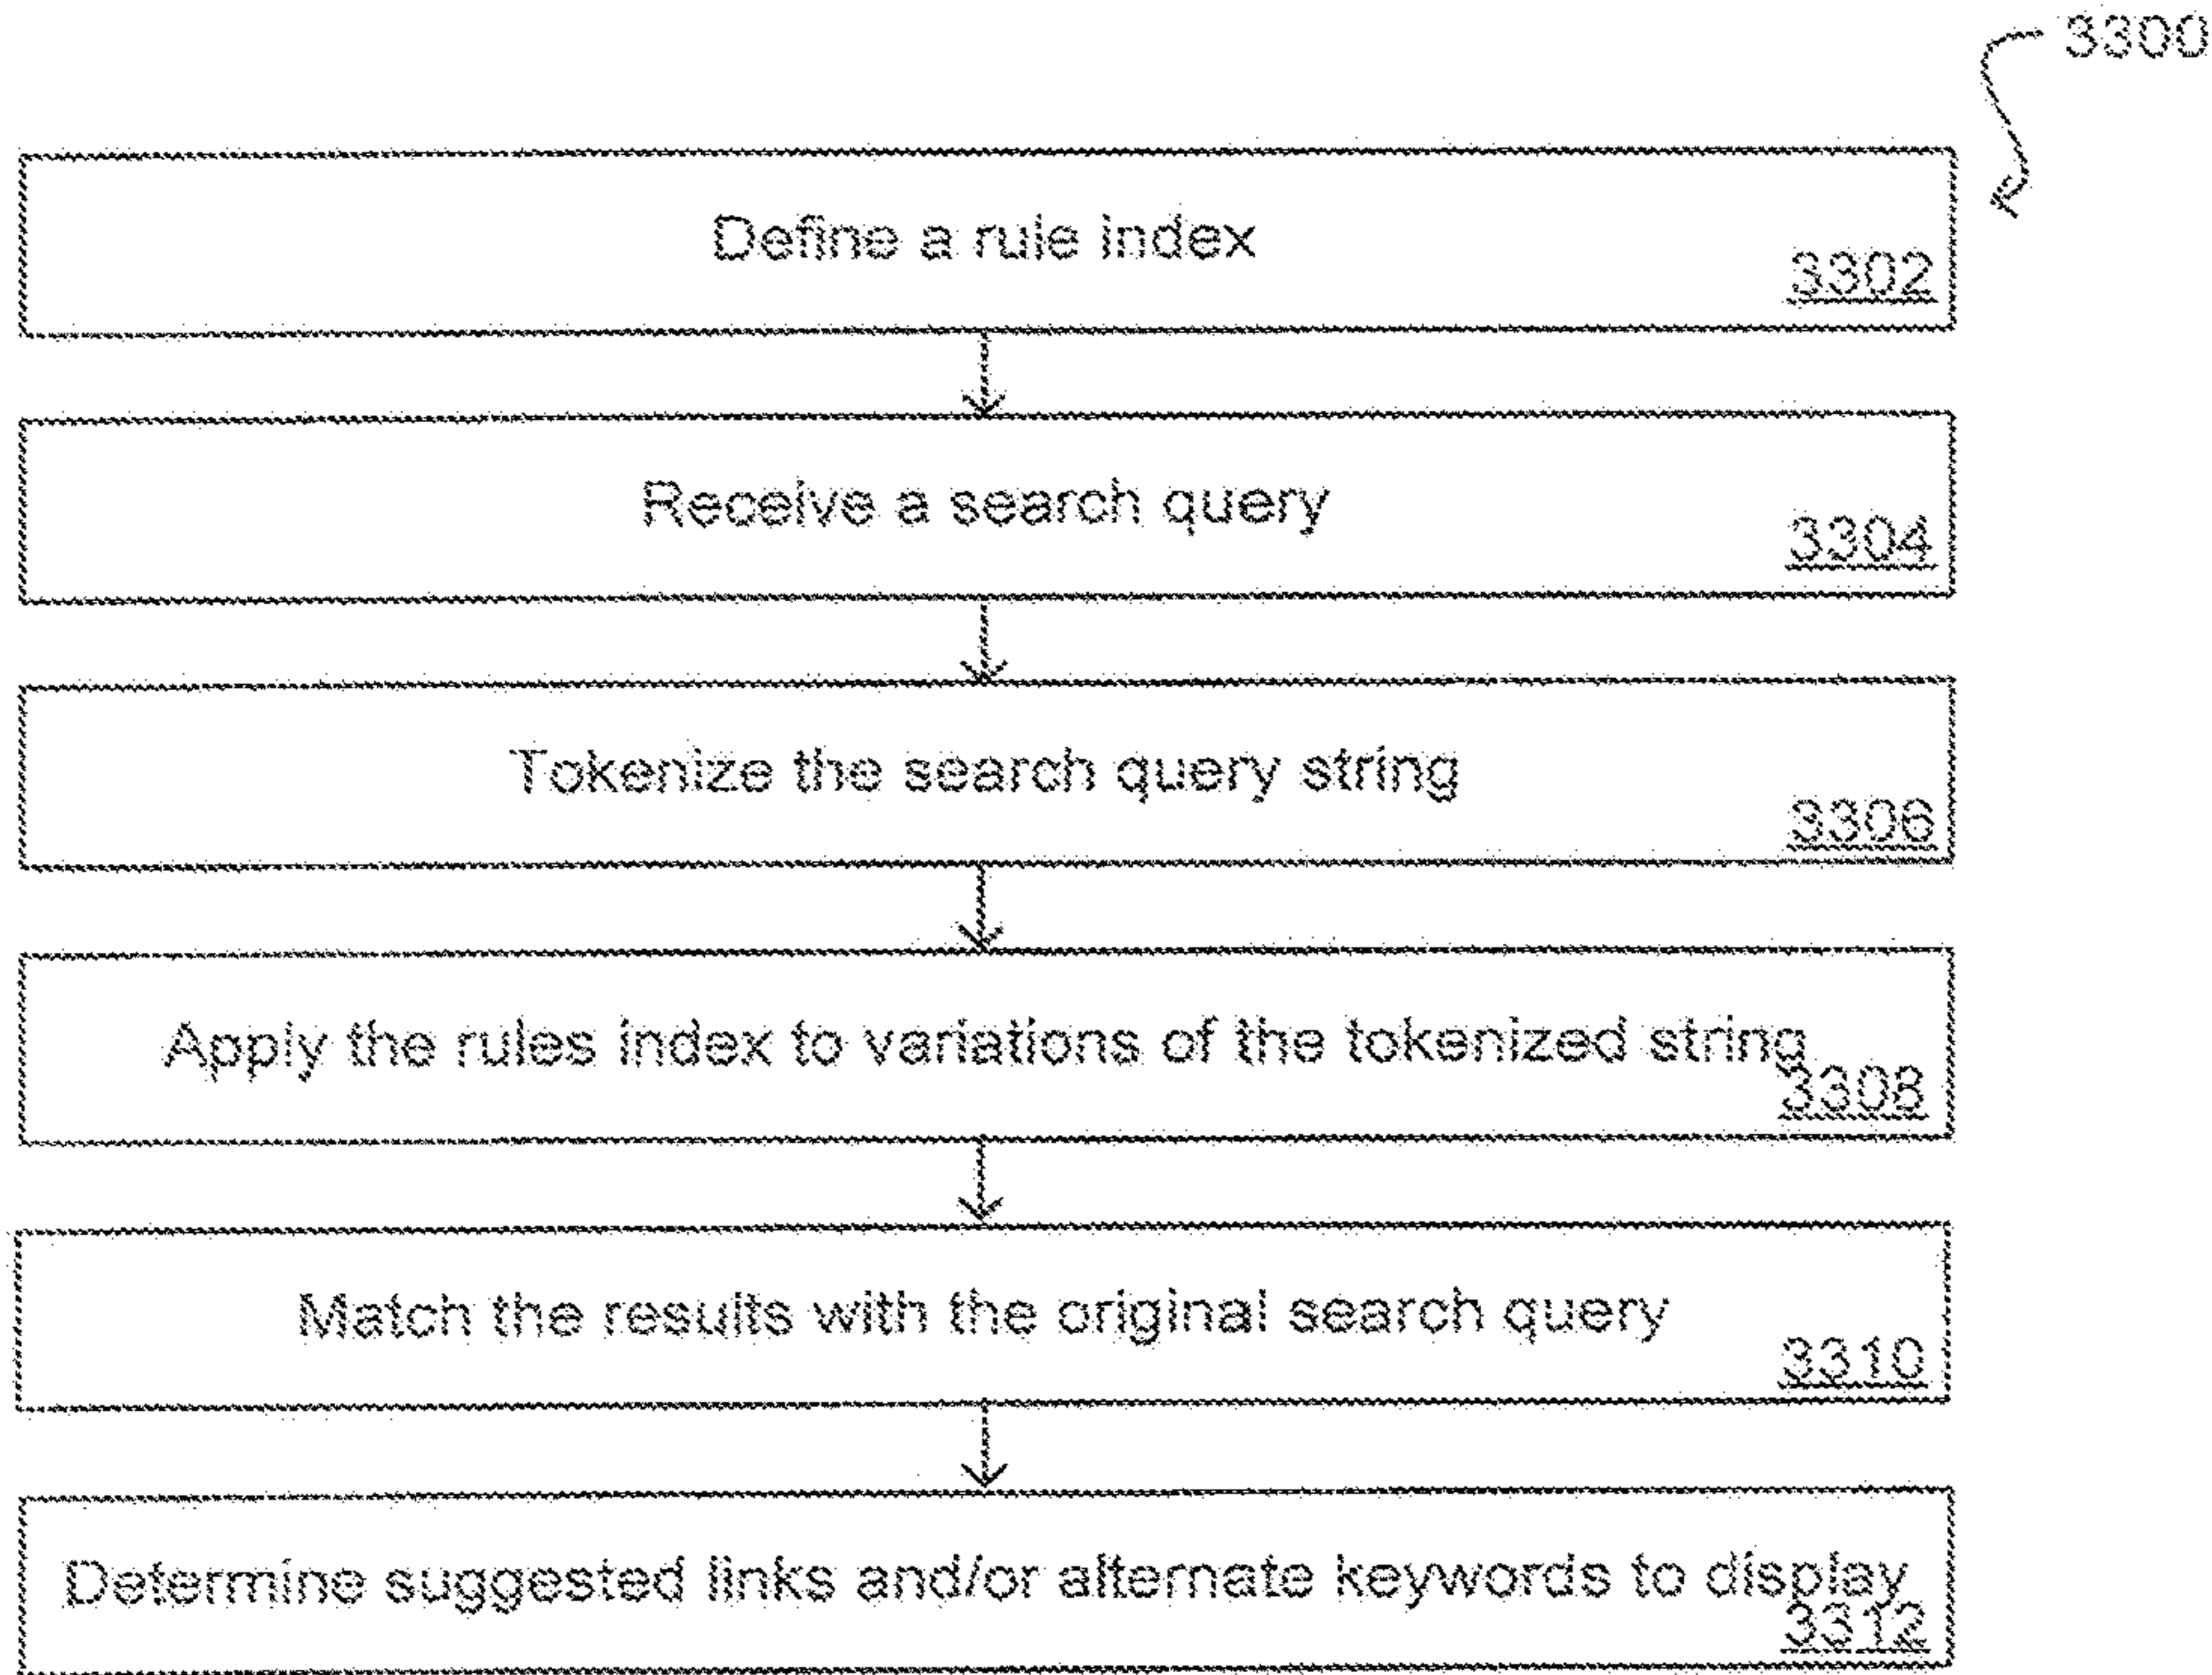 3300
Define a rule index
3302
Receive a search query
3304
Tokenize the search query string
3306
Apply the rules index to variations of the tokenized string
3308
Match the results with the original search query
3310
Determine suggested links and/or alternate keywords to display
3312